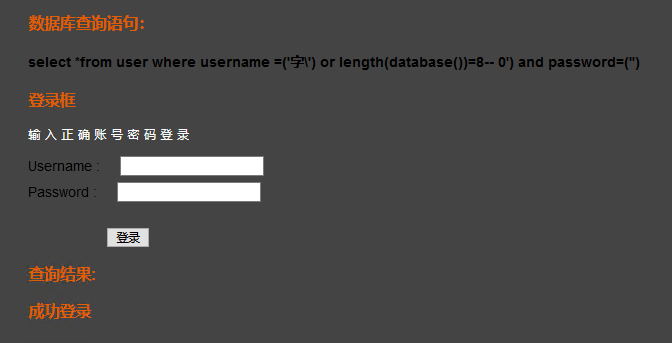 数据库查询语句：
select *from user where username =('字\') or length(database())=8-- 0') and password=('')
登录框
输入正确账号密码登录
Username :
Password :
登录
查询结果:
成功登录